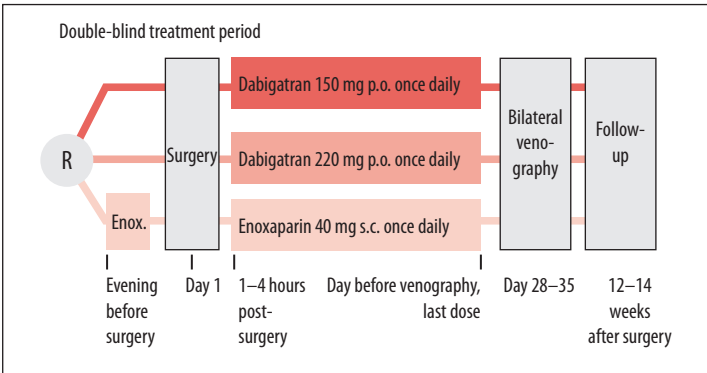 Double-blind treatment period
Dabigatran 150 mg p.o. once daily
R
Surgery
Dabigatran 220 mg p.o. once daily
Bilateral
veno-
graphy
Follow-
up
Enox.
Enoxaparin 40 mg s.c. once daily
Evening
before
surgery
Day 1
1–4 hours
post-
surgery
Day before venography,
last dose
Day 28–35
12–14
weeks
after surgery